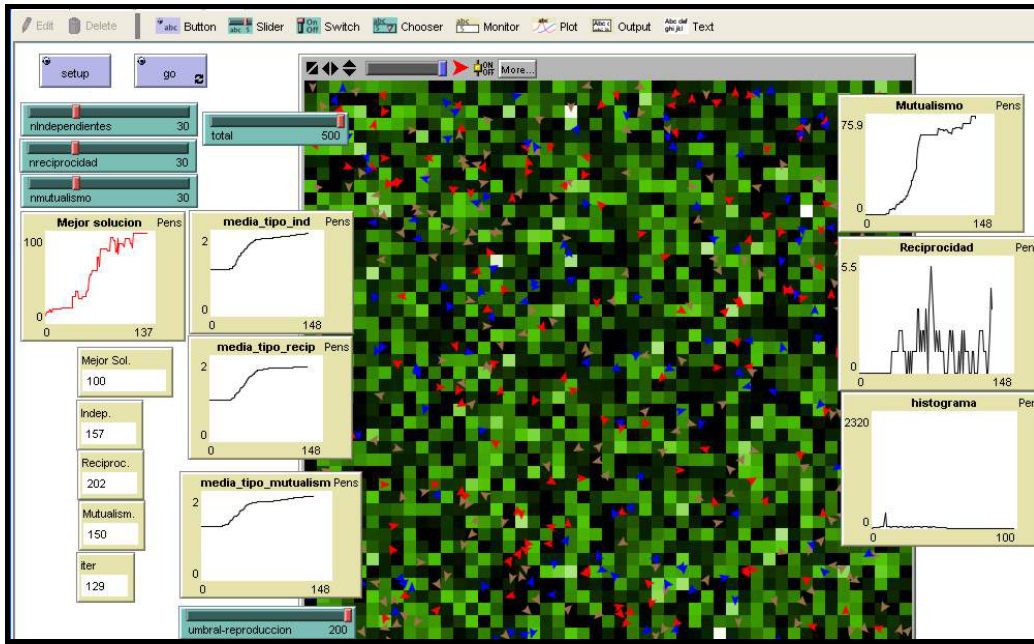 Edit Delete Button Slider Switch Chooser Monitor Plot Output Text
setup go
More...
nIndependientes 30
total 500
nreciprocidad 30
nmutualismo 30
Mejor solucion Pens
100
0
0 137
media_tipo_ind Pens
2
0
0 148
media_tipo_recip Pens
2
0
0 148
media_tipo_mutualism Pens
2
0
0 148
Mejor Sol.
100
Indep.
157
Reciproc.
202
Mutualism.
150
iter
129
umbral-reproduccion 200
Mutualismo Pens
75.9
0
0 148
Reciprocidad Pen
5.5
0
0 148
histograma Pen
2320
0
0 100